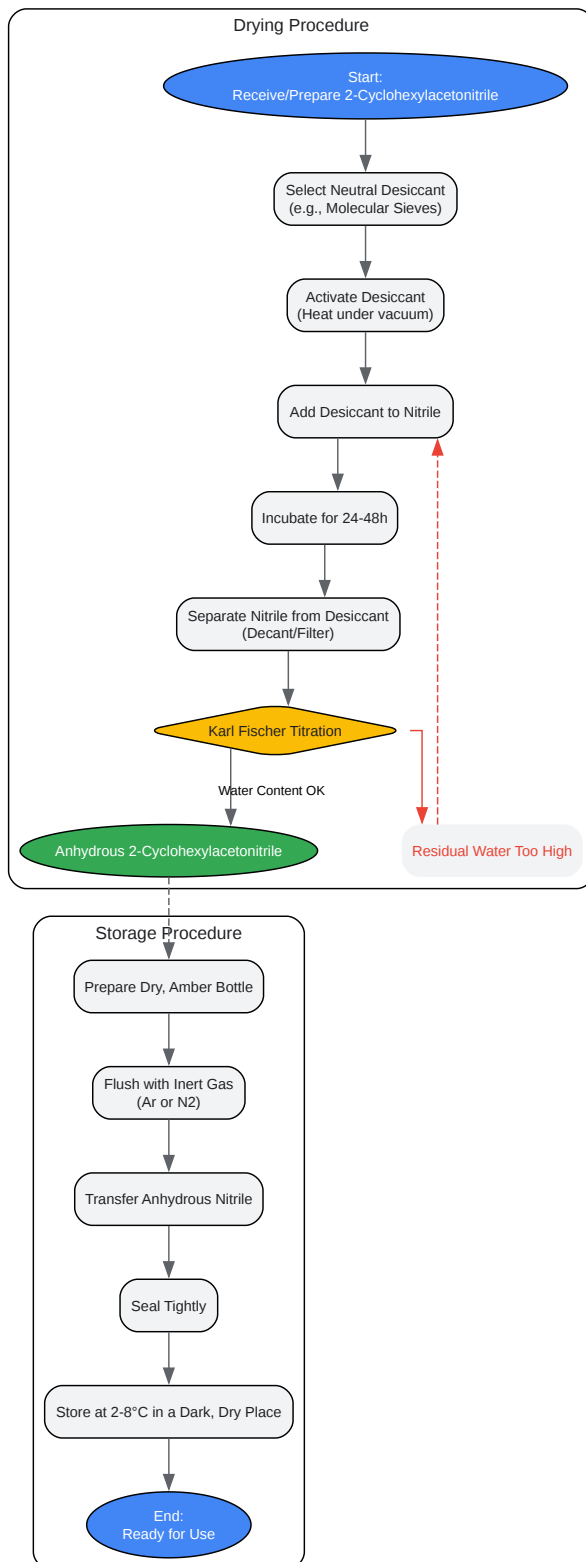 Drying Procedure
Start:
Receive/Prepare 2-Cyclohexylacetonitrile
Select Neutral Desiccant
(e.g., Molecular Sieves)
Activate Desiccant
(Heat under vacuum)
Add Desiccant to Nitrile
Incubate for 24-48h
Separate Nitrile from Desiccant
(Decant/Filter)
Karl Fischer Titration
Water Content OK
Anhydrous 2-Cyclohexylacetonitrile
Residual Water Too High
Storage Procedure
Prepare Dry, Amber Bottle
Flush with Inert Gas
(Ar or N2)
Transfer Anhydrous Nitrile
Seal Tightly
Store at 2-8°C in a Dark, Dry Place
End:
Ready for Use